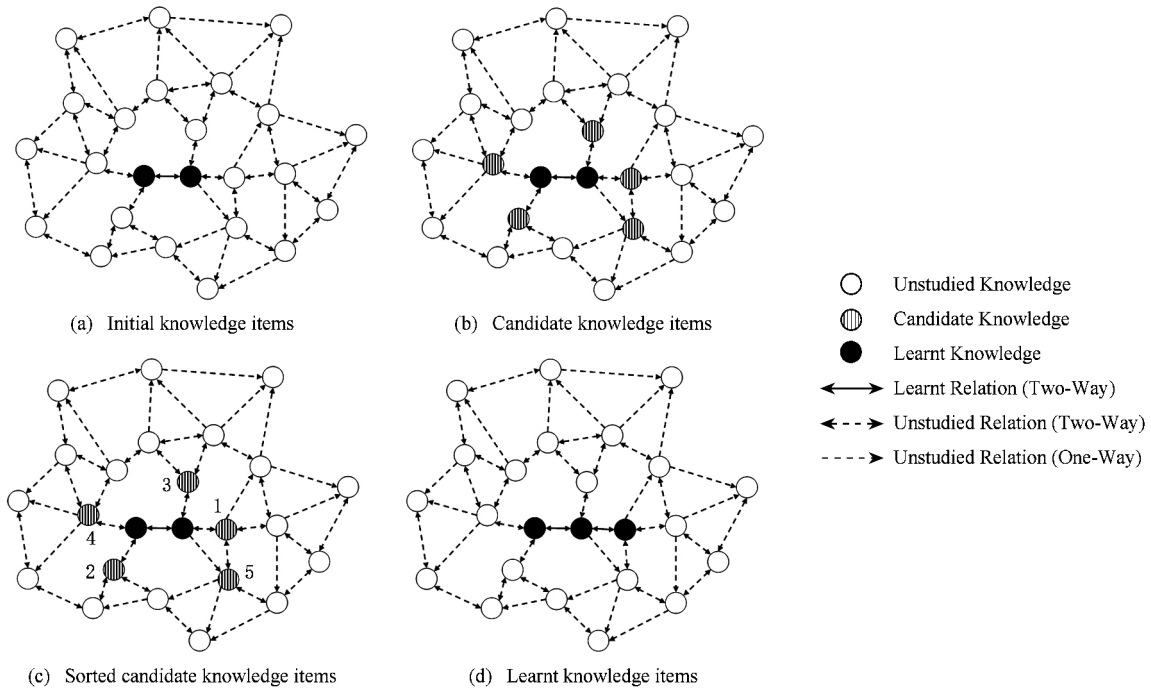 (a) Initial knowledge items
(b) Candidate knowledge items
Unstudied Knowledge
Candidate Knowledge
Learnt Knowledge
Learnt Relation (Two-Way)
Unstudied Relation (Two-Way)
Unstudied Relation (One-Way)
3
1
4
2
5
(c) Sorted candidate knowledge items
(d) Learnt knowledge items